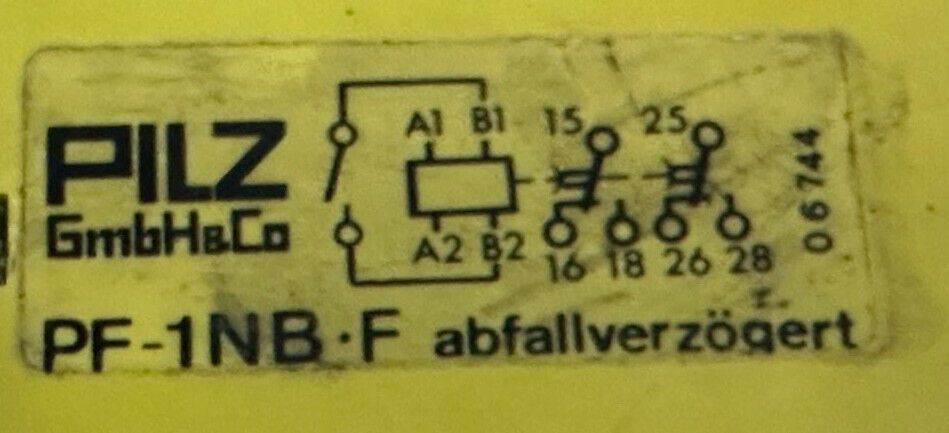 PILZ
GmbH&Co
A1 B1 15 25
A2 B2 16 18 26 28
06744
PF-1NB·F abfallverzögert